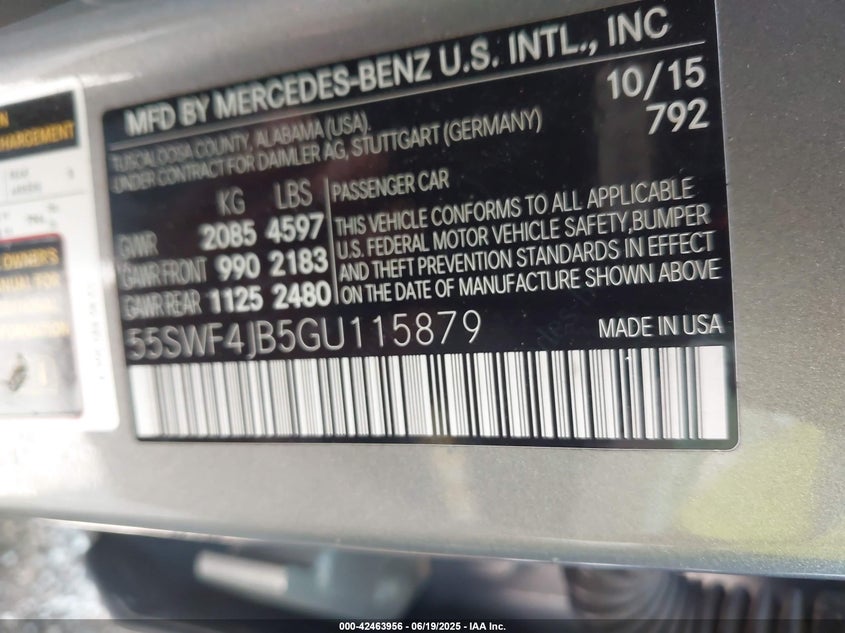 MFD BY MERCEDES-BENZ U.S. INTL., INC
10/15
792
TUSCALOOSA COUNTY, ALABAMA (USA).
UNDER CONTRACT FOR DAIMLER AG, STUTTGART (GERMANY)
KG LBS
GVWR 2085 4597
GAWR FRONT 990 2183
GAWR REAR 1125 2480
PASSENGER CAR
THIS VEHICLE CONFORMS TO ALL APPLICABLE
U.S. FEDERAL MOTOR VEHICLE SAFETY,BUMPER
AND THEFT PREVENTION STANDARDS IN EFFECT
ON THE DATE OF MANUFACTURE SHOWN ABOVE
55SWF4JB5GU115879
MADE IN USA
OWNER'S
FOR
000-42463956 - 06/19/2025 - IAA Inc.